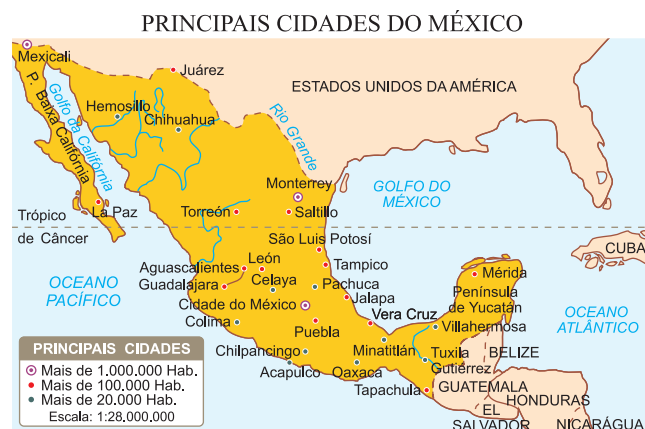 PRINCIPAIS CIDADES DO MÉXICO
Mexicali
Juárez
ESTADOS UNIDOS DA AMÉRICA
P. Baixa Califórnia
Golfo da Califórnia
Hemosillo
Chihuahua
Rio Grande
Monterrey
GOLFO DO
MÉXICO
La Paz
Torreón
Saltillo
Trópico
de Câncer
São Luis Potosí
CUBA
León
Tampico
Aguascalientes
Mérida
OCEANO
PACÍFICO
Guadalajara
Celaya
Pachuca
Península
de Yucatán
Jalapa
Cidade do México
Vera Cruz
OCEANO
ATLÂNTICO
Colima
Puebla
Villahermosa
Chilpancingo
Minatitlán
Tuxila
Gutiérrez
BELIZE
Acapulco
Oaxaca
Tapachula
GUATEMALA
HONDURAS
EL
SALVADOR
NICARÁGUA
PRINCIPAIS CIDADES
Mais de 1.000.000 Hab.
Mais de 100.000 Hab.
Mais de 20.000 Hab.
Escala: 1:28.000.000